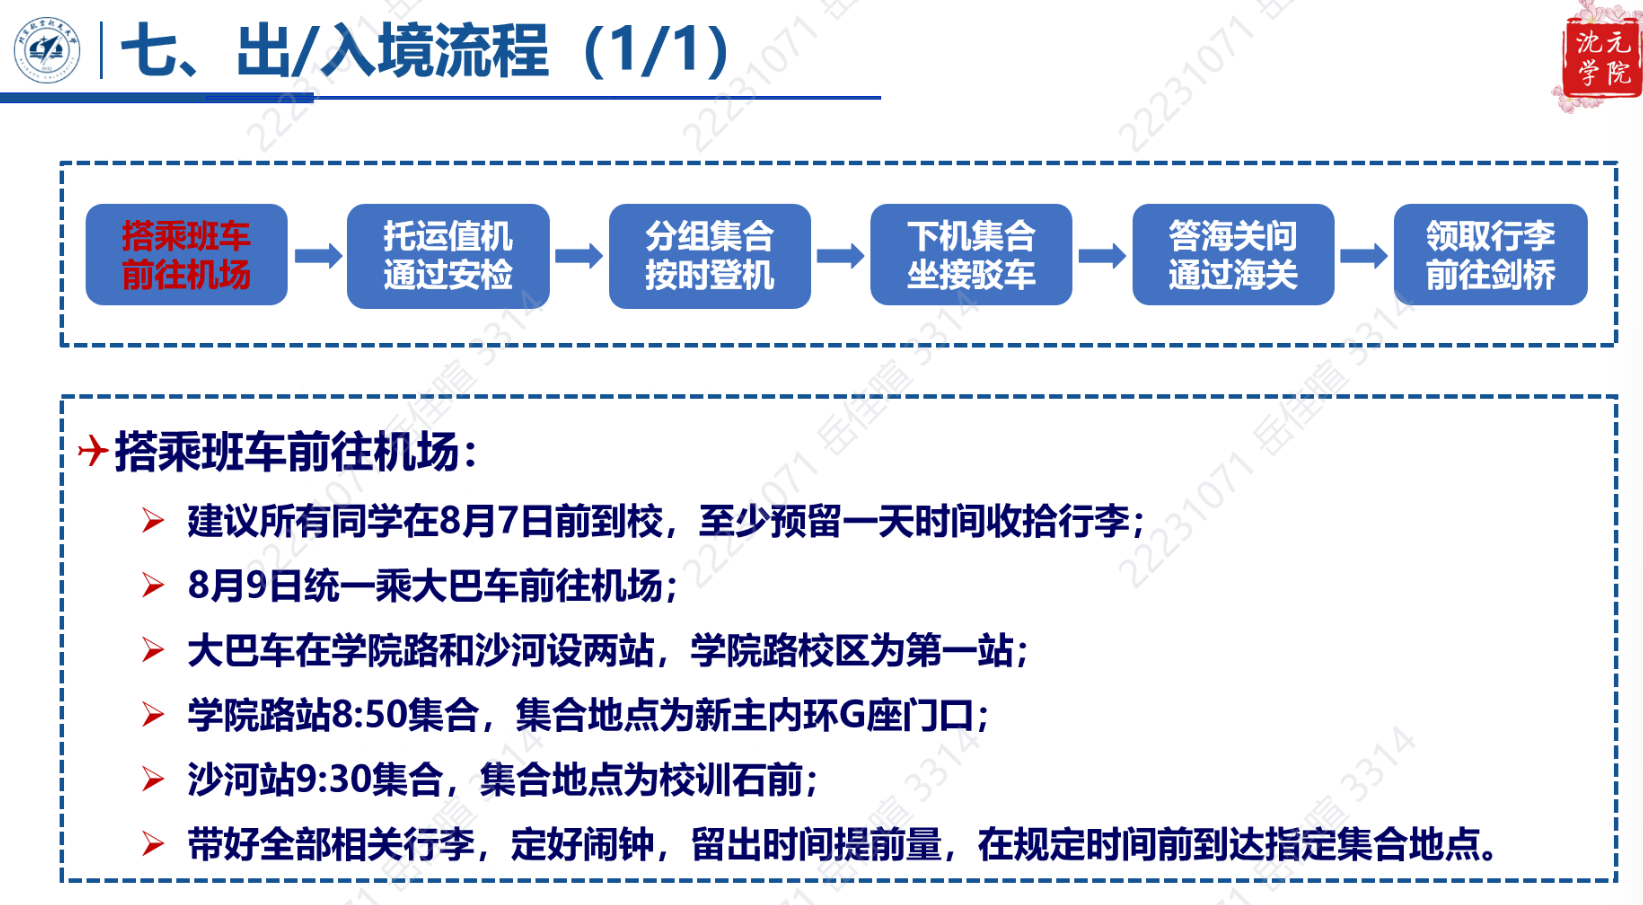 七、出/入境流程（1/1）
沈元
学院
搭乘班车
前往机场
托运值机
通过安检
分组集合
按时登机
下机集合
坐接驳车
答海关问
通过海关
领取行李
前往剑桥
搭乘班车前往机场：
建议所有同学在8月7日前到校，至少预留一天时间收拾行李；
8月9日统一乘大巴车前往机场；
大巴车在学院路和沙河设两站，学院路校区为第一站；
学院路站8:50集合，集合地点为新主内环G座门口；
沙河站9:30集合，集合地点为校训石前；
带好全部相关行李，定好闹钟，留出时间提前量，在规定时间前到达指定集合地点。
22231071 岳佳暄 3314
22231071 岳佳暄 3314
22231071 岳佳暄 3314